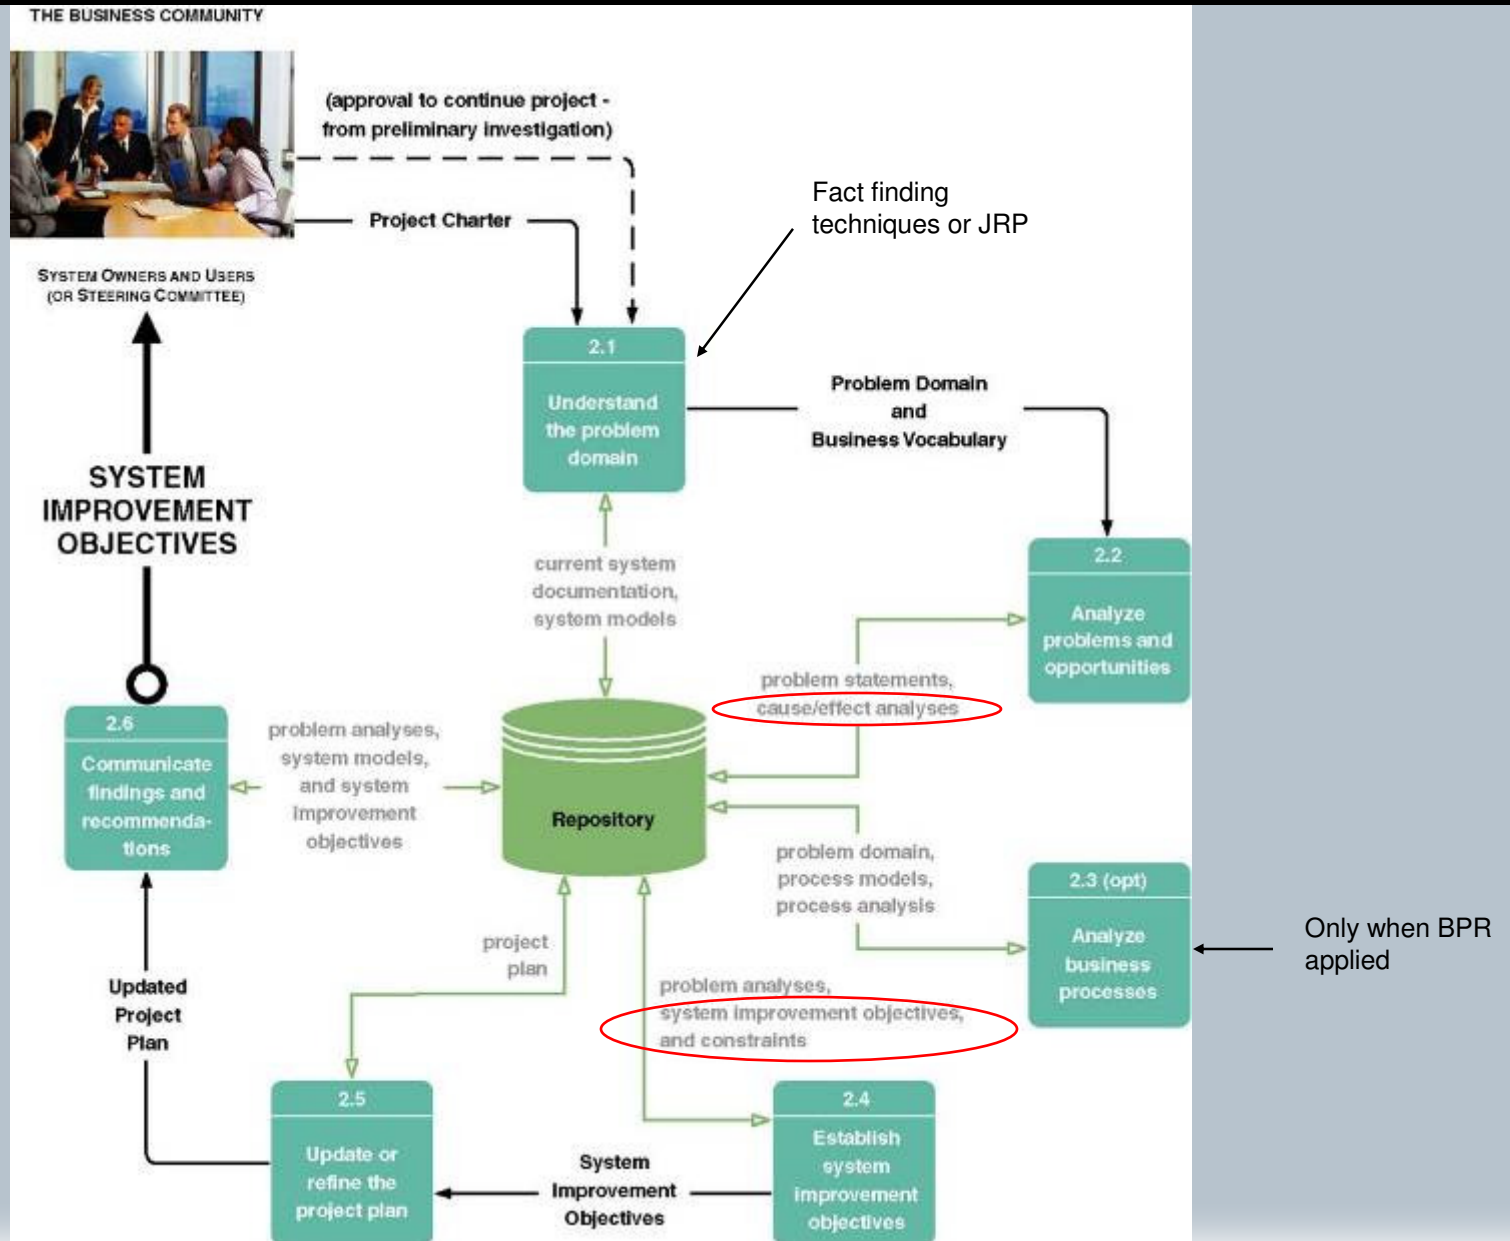 THE BUSINESS COMMUNITY
(approval to continue project -
from preliminary investigation)
Project Charter
Fact finding
techniques or JRP
SYSTEM OWNERS AND USERS
(OR STEERING COMMITTEE)
2.1
Understand
the problem
domain
Problem Domain
and
Business Vocabulary
SYSTEM
IMPROVEMENT
OBJECTIVES
current system
documentation,
system models
2.2
Analyze
problems and
opportunities
problem statements,
cause/effect analyses
2.6
Communicate
findings and
recommenda-
tions
problem analyses,
system models,
and system
improvement
objectives
Repository
problem domain,
process models,
process analysis
2.3 (opt)
Analyze
business
processes
Only when BPR
applied
project
plan
Updated
Project
Plan
problem analyses,
system improvement objectives,
and constraints
2.5
Update or
refine the
project plan
System
Improvement
Objectives
2.4
Establish
system
improvement
objectives